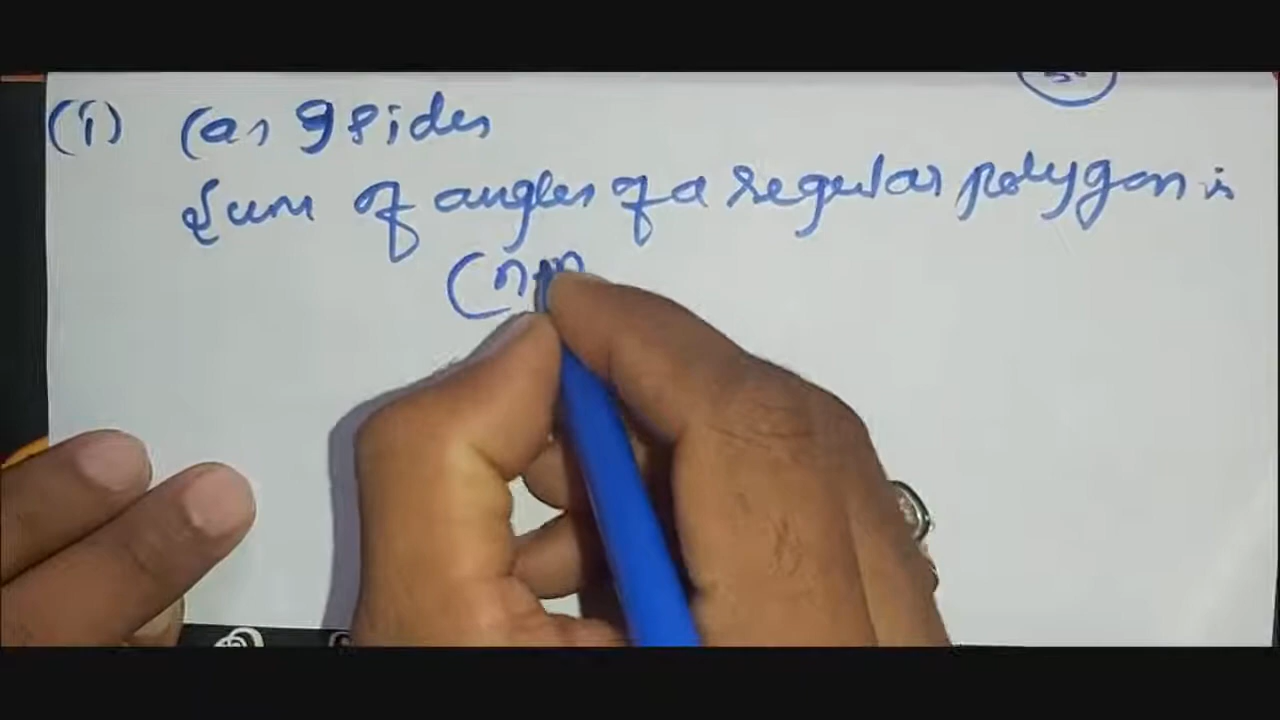 (i) (a) 9 sides
Sum of angles of a regular polygon is
(n